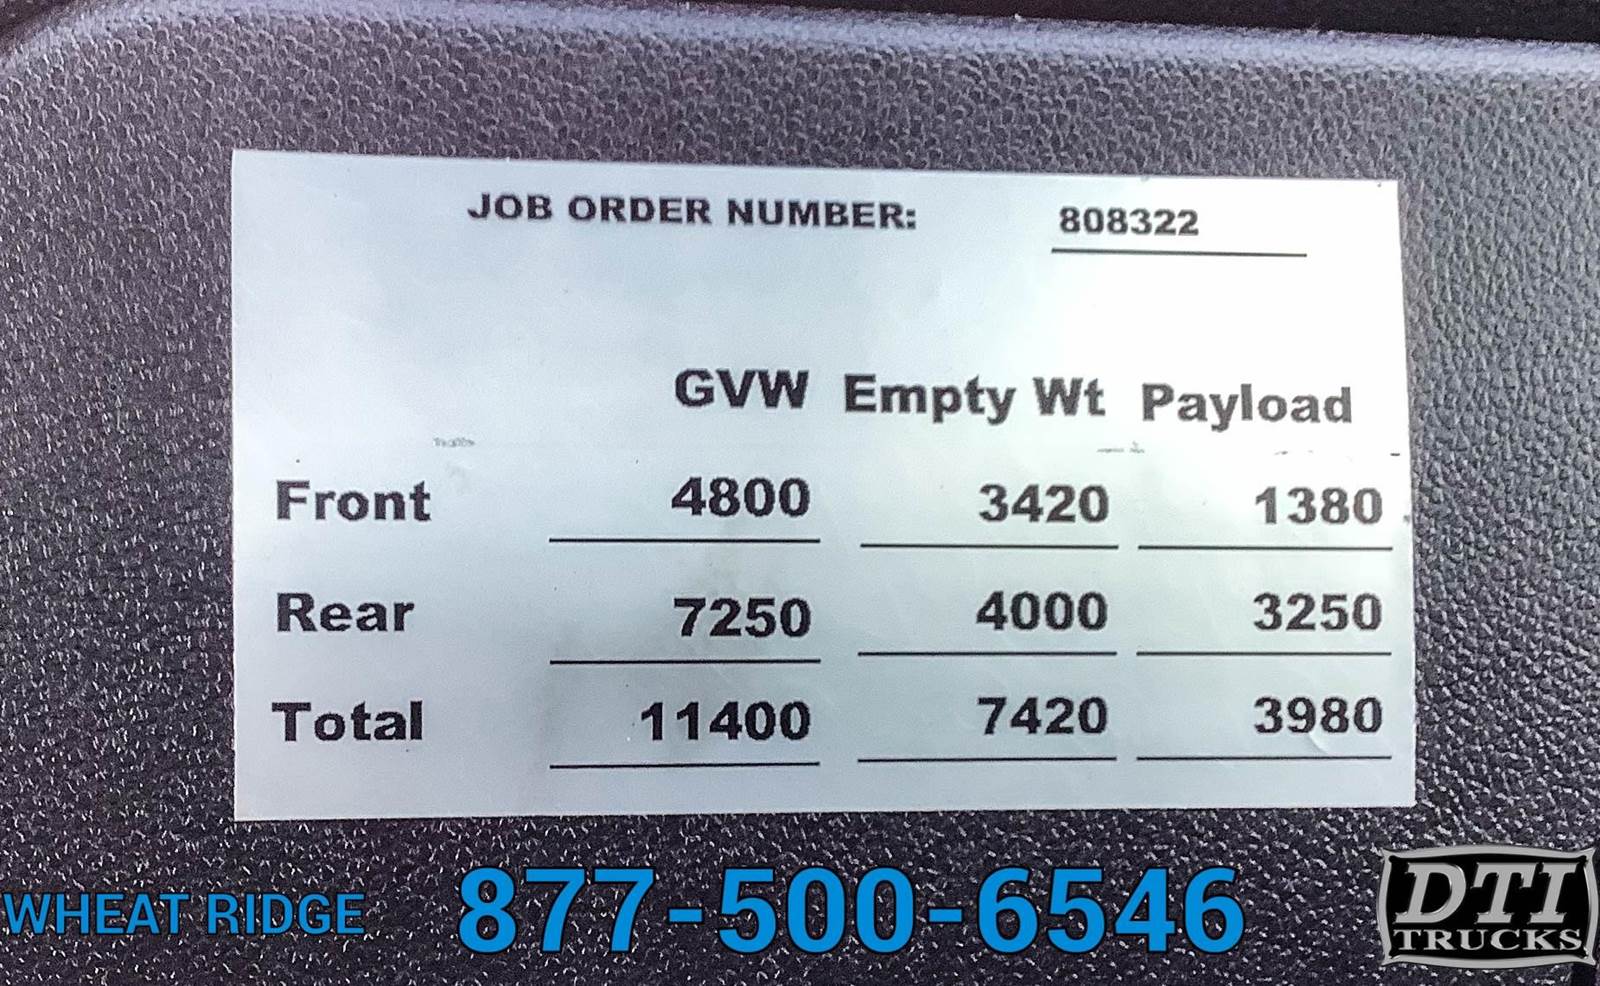 JOB ORDER NUMBER: 808322
GVW Empty Wt Payload
Front 4800 3420 1380
Rear 7250 4000 3250
Total 11400 7420 3980
WHEAT RIDGE 877-500-6546 DTI
TRUCKS